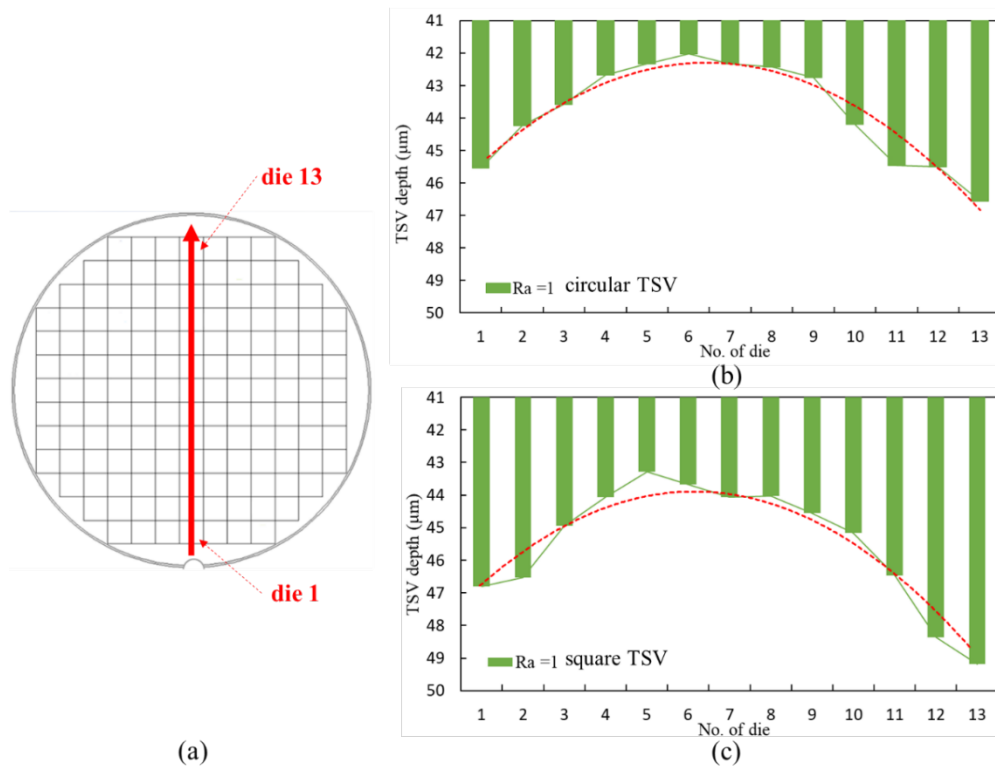 die 13
die 1
(a)
41
42
43
44
45
46
47
48
49
50
TSV depth (μm)
Ra =1 circular TSV
1 2 3 4 5 6 7 8 9 10 11 12 13
No. of die
(b)
41
42
43
44
45
46
47
48
49
50
TSV depth (μm)
Ra =1 square TSV
1 2 3 4 5 6 7 8 9 10 11 12 13
No. of die
(c)